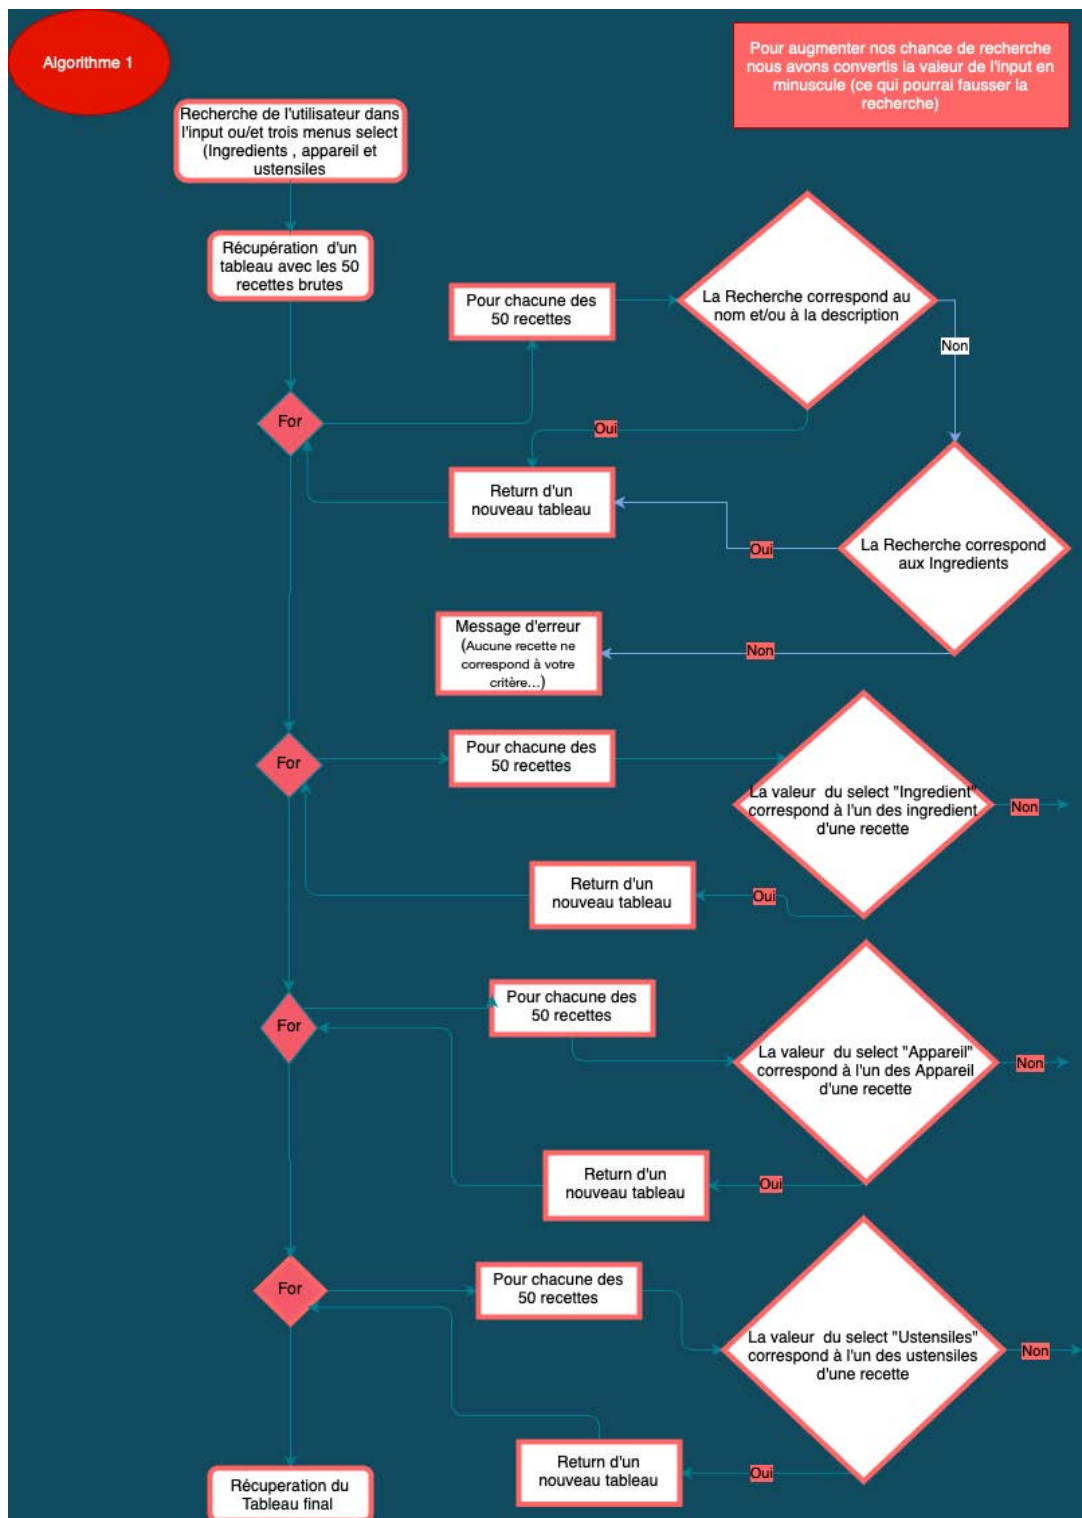 Algorithme 1
Pour augmenter nos chance de recherche
nous avons convertis la valeur de l'input en
minuscule (ce qui pourrai fausser la
recherche)
Recherche de l'utilisateur dans
l'input ou/et trois menus select
(Ingredients , appareil et
ustensiles
Récupération d'un
tableau avec les 50
recettes brutes
Pour chacune des
50 recettes
La Recherche correspond au
nom et/ou à la description
Non
For
Oui
Return d'un
nouveau tableau
La Recherche correspond
aux Ingredients
Oui
Message d'erreur
(Aucune recette ne
correspond à votre
critère...)
Non
For
Pour chacune des
50 recettes
La valeur du select "Ingredient"
correspond à l'un des ingredient
d'une recette
Non
Return d'un
nouveau tableau
Oui
For
Pour chacune des
50 recettes
La valeur du select "Appareil"
correspond à l'un des Appareil
d'une recette
Non
Return d'un
nouveau tableau
Oui
For
Pour chacune des
50 recettes
La valeur du select "Ustensiles"
correspond à l'un des ustensiles
d'une recette
Non
Return d'un
nouveau tableau
Oui
Récuperation du
Tableau final